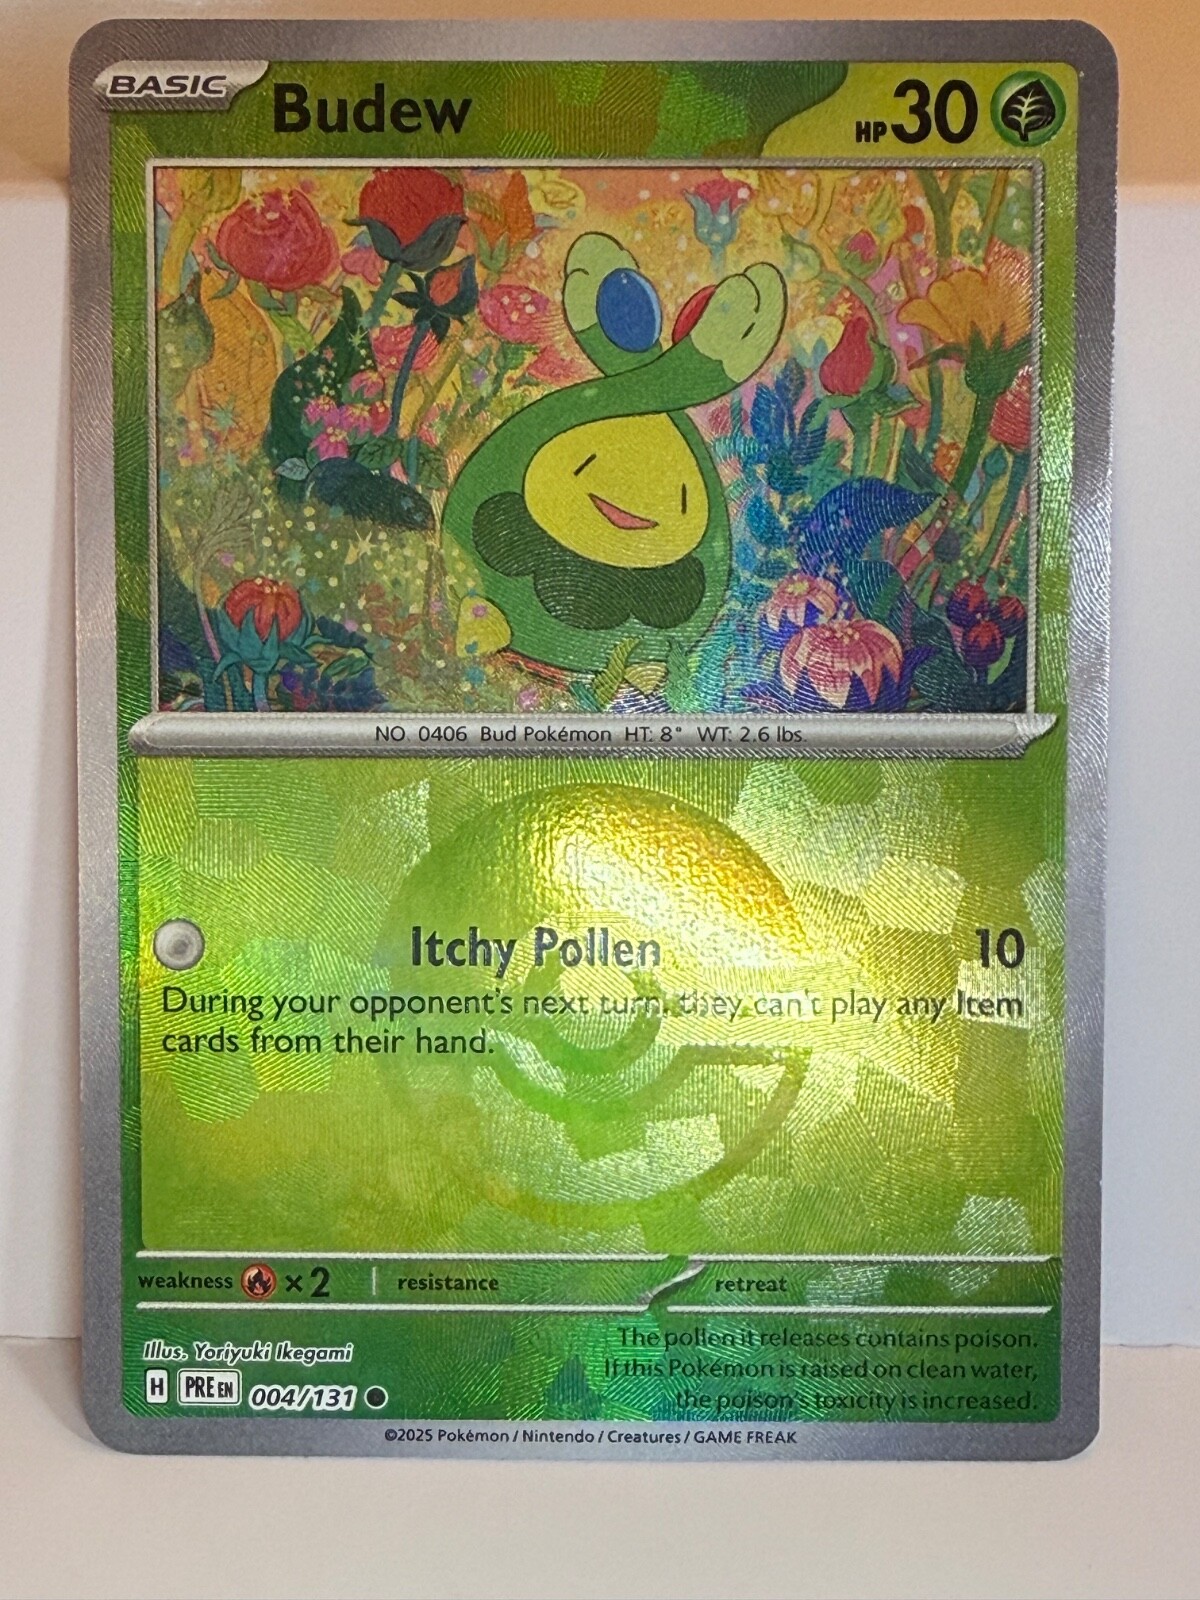 BASIC Budew HP 30
NO. 0406 Bud Pokémon HT: 8" WT: 2.6 lbs.
Itchy Pollen 10
During your opponent's next turn, they can't play any Item
cards from their hand.
weakness ×2 resistance retreat
Illus. Yoriyuki Ikegami
The pollen it releases contains poison.
If this Pokémon is raised on clean water,
the poison's toxicity is increased.
H PRE EN 004/131
©2025 Pokémon / Nintendo / Creatures / GAME FREAK